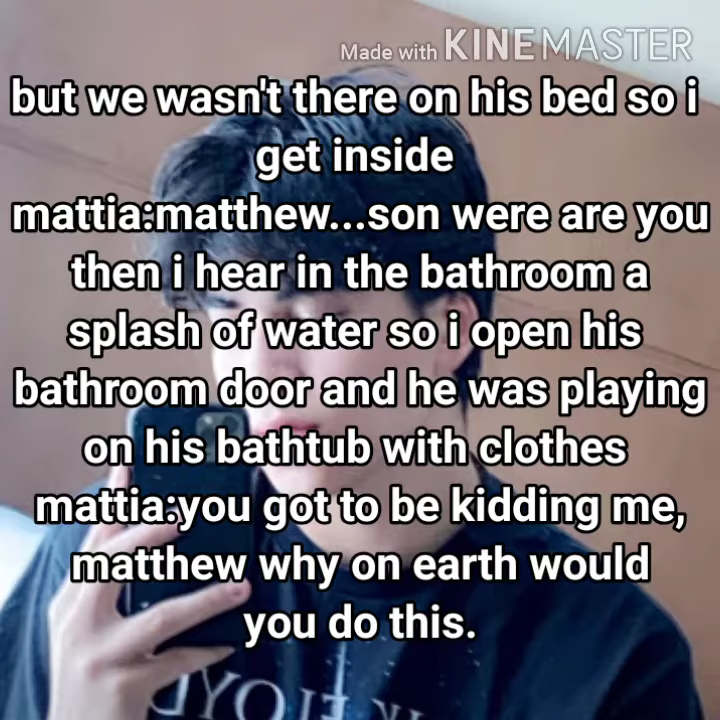 Made with KINEMASTER
but we wasn't there on his bed so i
get inside
mattia:matthew...son were are you
then i hear in the bathroom a
splash of water so i open his
bathroom door and he was playing
on his bathtub with clothes
mattia:you got to be kidding me,
matthew why on earth would
you do this.